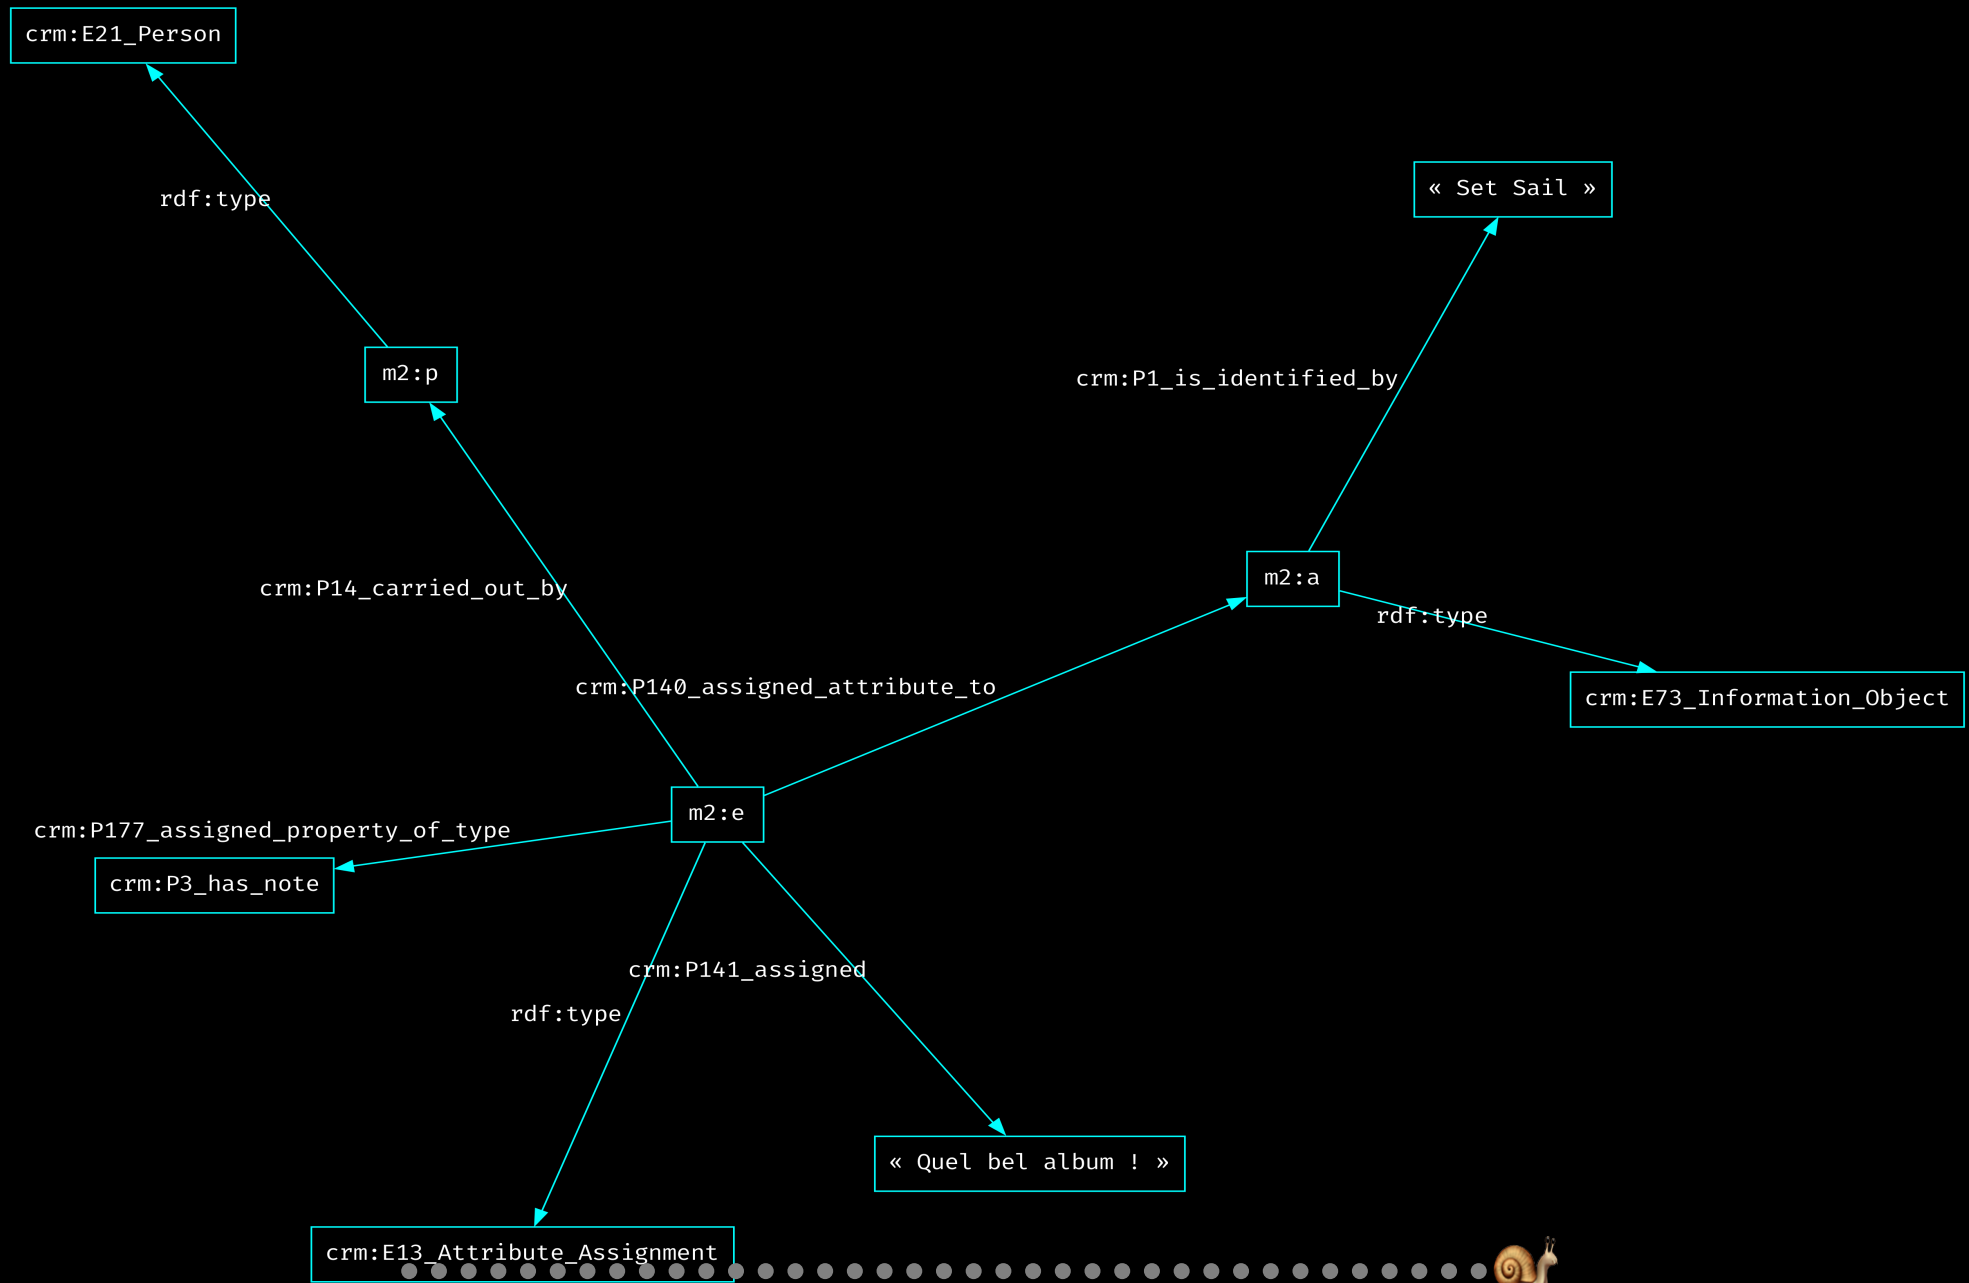 crm:E21_Person
« Set Sail »
rdf:type
m2:p
crm:P1_is_identified_by
m2:a
crm:P14_carried_out_by
rdf:type
crm:P140_assigned_attribute_to
crm:E73_Information_Object
m2:e
crm:P177_assigned_property_of_type
crm:P3_has_note
crm:P141_assigned
rdf:type
« Quel bel album ! »
crm:E13_Attribute_Assignment